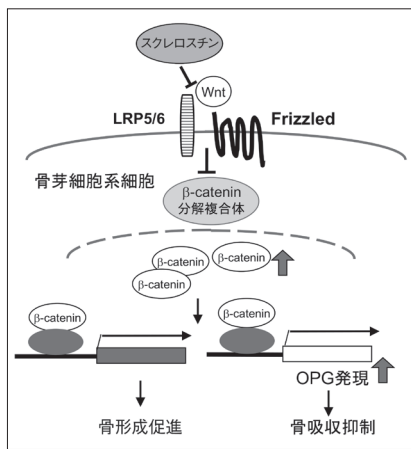 スクレロスチン
Wnt
LRP5/6
Frizzled
骨芽細胞系細胞
β-catenin
分解複合体
β-catenin
β-catenin
β-catenin
β-catenin
β-catenin
OPG発現
骨形成促進
骨吸収抑制